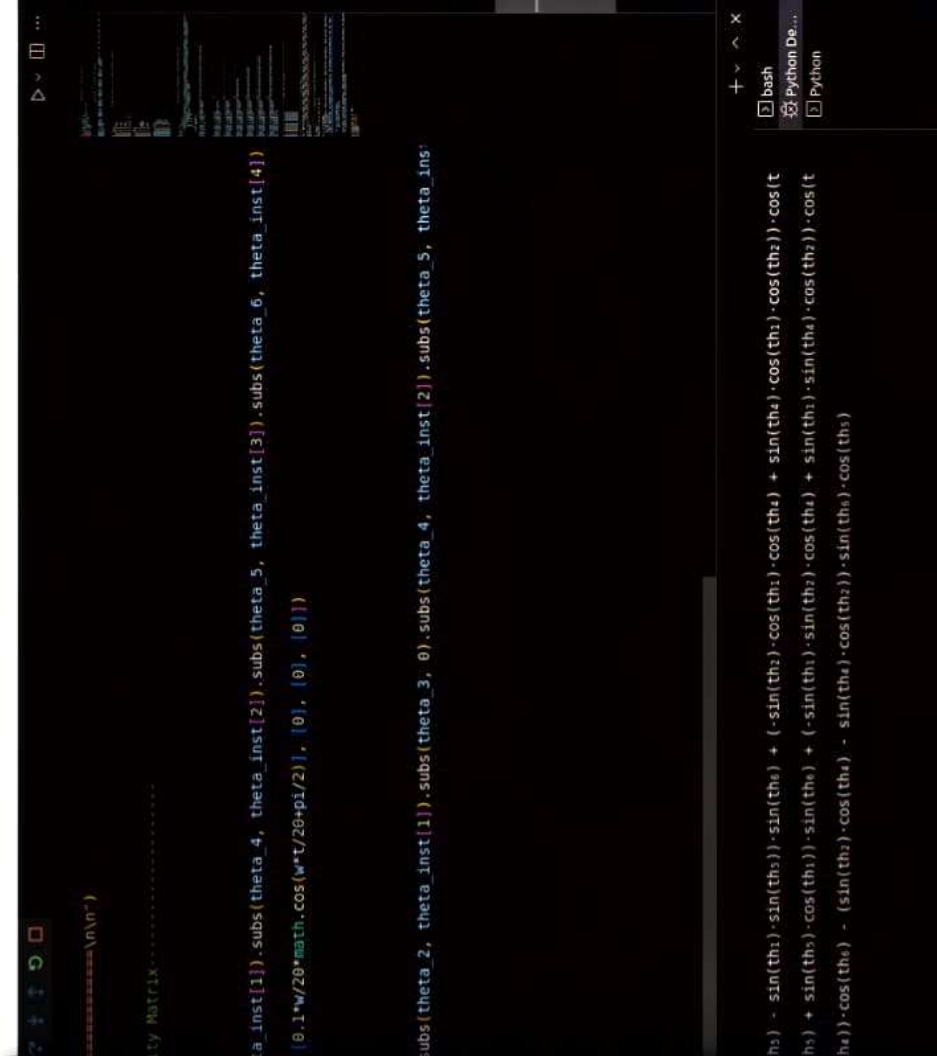 =\n\n")
ty Matrix
a_inst[1]).subs(theta_4, theta_inst[2]).subs(theta_5, theta_inst[3]).subs(theta_6, theta_inst[4])
[0.1*w/20*math.cos(w*t/20+pi/2)], [0], [0], [0]])
subs(theta_2, theta_inst[1]).subs(theta_3, 0).subs(theta_4, theta_inst[2]).subs(theta_5, theta_ins
bash
Python De...
Python
h₅) - sin(th₁)·sin(th₅))·sin(th₆) + (-sin(th₂)·cos(th₁)·cos(th₄) + sin(th₄)·cos(th₁)·cos(th₂))·cos(t
h₅) + sin(th₅)·cos(th₁))·sin(th₆) + (-sin(th₁)·sin(th₂)·cos(th₄) + sin(th₁)·sin(th₄)·cos(th₂))·cos(t
h₄))·cos(th₆) - (sin(th₂)·cos(th₄) - sin(th₄)·cos(th₂))·sin(th₆)·cos(th₅)